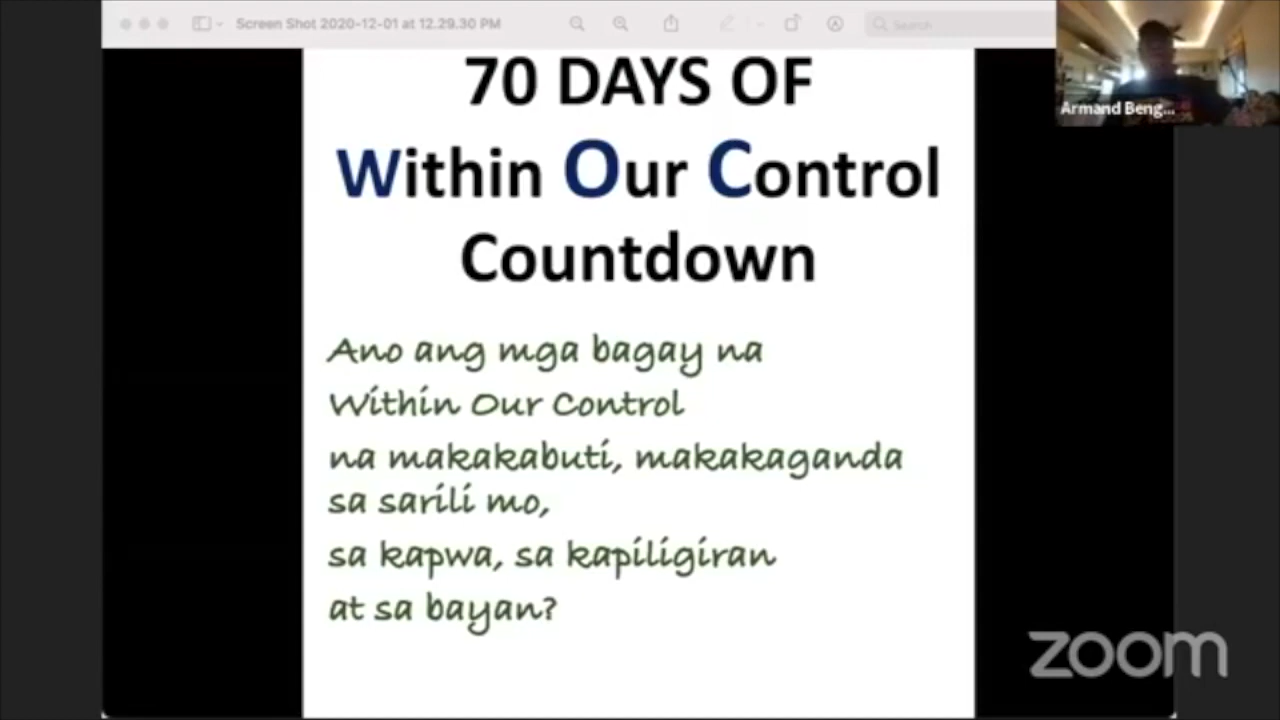 Screen Shot 2020-12-01 at 12.29.30 PM
Search
Armand Beng...
70 DAYS OF
Within Our Control
Countdown
Ano ang mga bagay na
Within Our Control
na makakabuti, makakaganda
sa sarili mo,
sa kapwa, sa kapiligiran
at sa bayan?
zoom